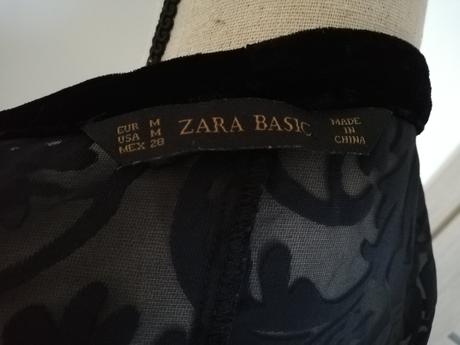 EUR M
USA M
MEX 28
ZARA BASIC
MADE
IN
CHINA